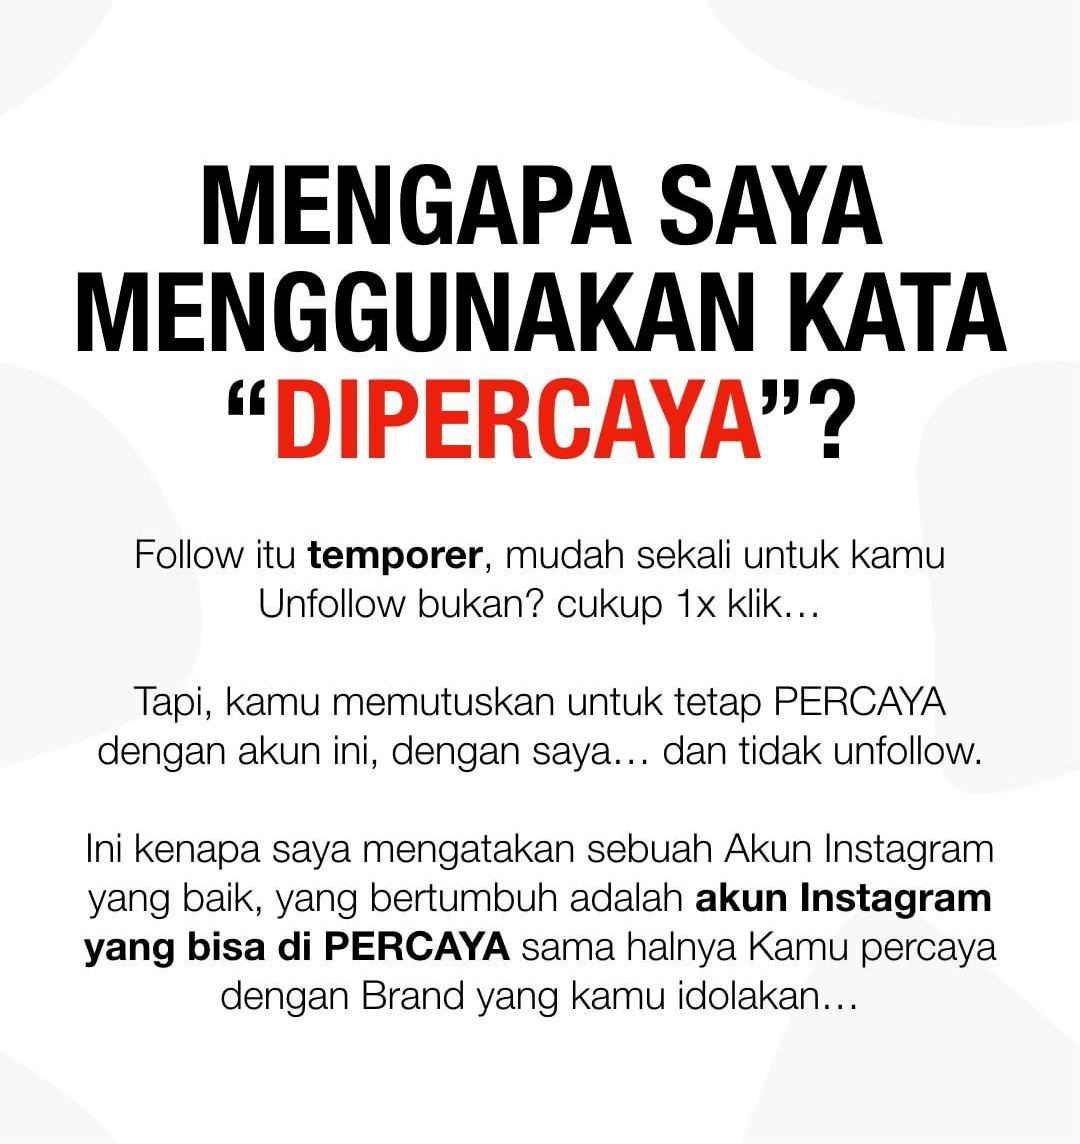 MENGAPA SAYA
MENGGUNAKAN KATA
“DIPERCAYA”?
Follow itu temporer, mudah sekali untuk kamu
Unfollow bukan? cukup 1x klik…
Tapi, kamu memutuskan untuk tetap PERCAYA
dengan akun ini, dengan saya… dan tidak unfollow.
Ini kenapa saya mengatakan sebuah Akun Instagram
yang baik, yang bertumbuh adalah akun Instagram
yang bisa di PERCAYA sama halnya Kamu percaya
dengan Brand yang kamu idolakan…